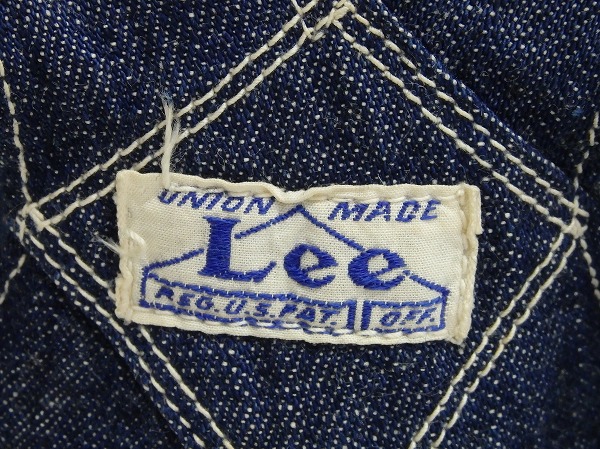 UNION MADE
Lee
REG. U.S. PAT. OFF.